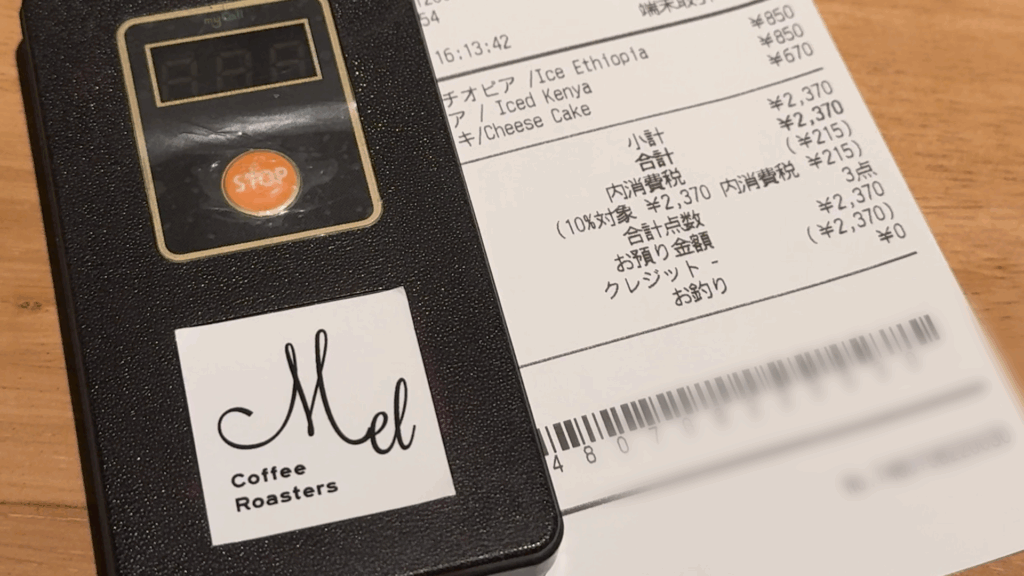 STOP
Mel
Coffee
Roasters
54
16:13:42
チオピア /Ice Ethiopia ¥850
ア / Iced Kenya ¥850
キ/Cheese Cake ¥670
小計 ¥2,370
合計 ¥2,370
内消費税 (¥215)
(10%対象 ¥2,370 内消費税 ¥215)
合計点数 3点
お預り金額 ¥2,370
クレジット - (¥2,370)
お釣り ¥0
480